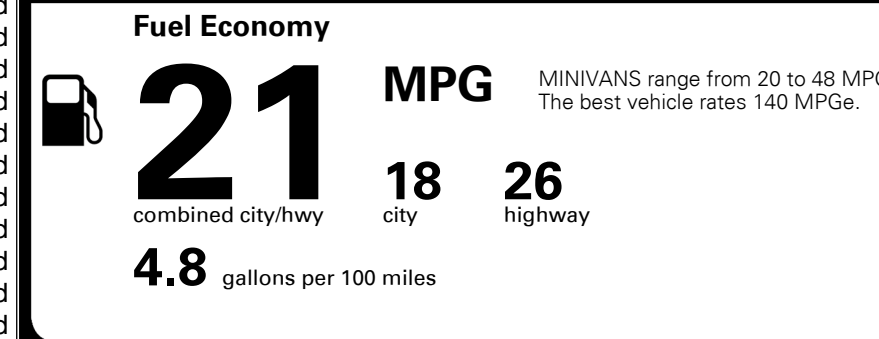 Fuel Economy
21 MPG
MINIVANS range from 20 to 48 MPG
The best vehicle rates 140 MPGe.
18 26
combined city/hwy city highway
4.8 gallons per 100 miles
d
d
d
d
d
d
d
d
d
d
d